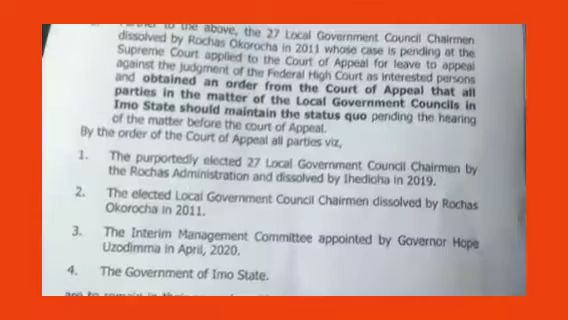 to the above, the 27 Local Government Council Chairmen
dissolved by Rochas Okorocha in 2011 whose case is pending at the
Supreme Court applied to the Court of Appeal for leave to appeal
against the judgment of the Federal High Court as interested persons
and obtained an order from the Court of Appeal that all
parties in the matter of the Local Government Councils in
Imo State should maintain the status quo pending the hearing
of the matter before the court of Appeal.
By the order of the Court of Appeal all parties viz,
1. The purportedly elected 27 Local Government Council Chairmen by
the Rochas Administration and dissolved by Ihedioha in 2019.
2. The elected Local Government Council Chairmen dissolved by Rochas
Okorocha in 2011.
3. The Interim Management Committee appointed by Governor Hope
Uzodimma in April, 2020.
4. The Government of Imo State.